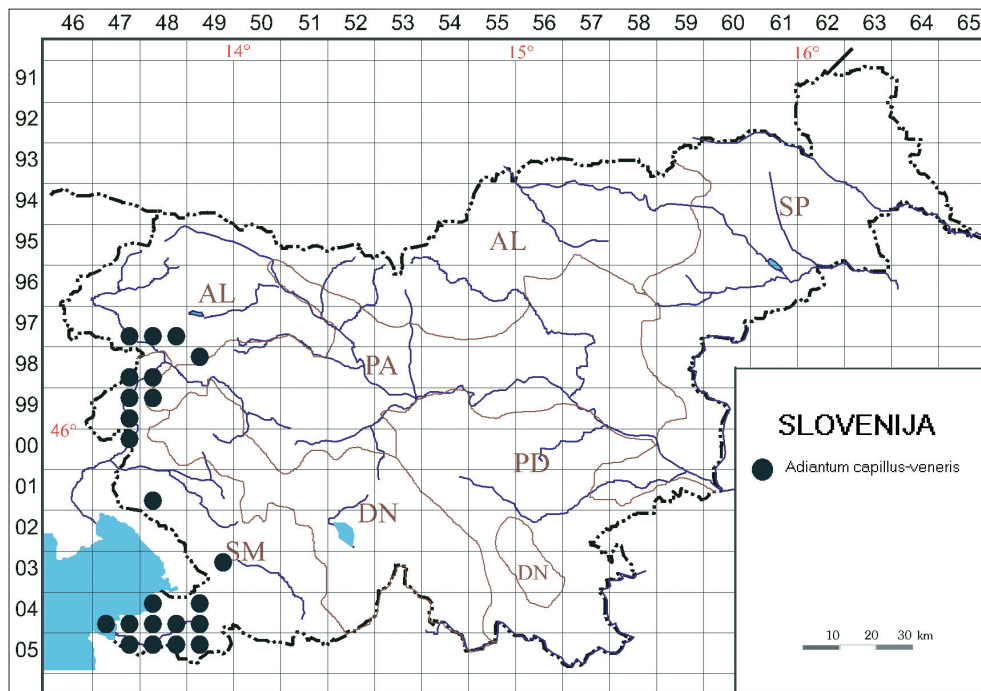 46 47 48 49 50 51 52 53 54 55 56 57 58 59 60 61 62 63 64 65
14° 15° 16°
91
92
93
94
SP
95
AL
96
AL
97
98
PA
99
46°
SLOVENIJA
00
PD
Adiantum capillus-veneris
01
DN
02
SM
03
DN
04
10 20 30 km
05